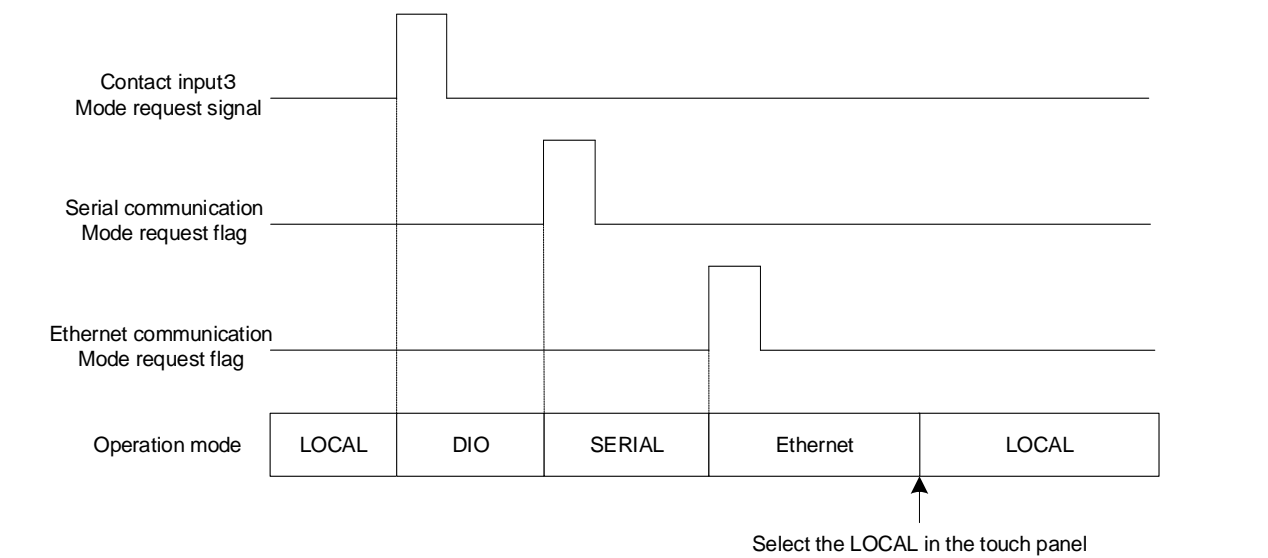 Contact input3
Mode request signal
Serial communication
Mode request flag
Ethernet communication
Mode request flag
Operation mode
LOCAL
DIO
SERIAL
Ethernet
LOCAL
Select the LOCAL in the touch panel